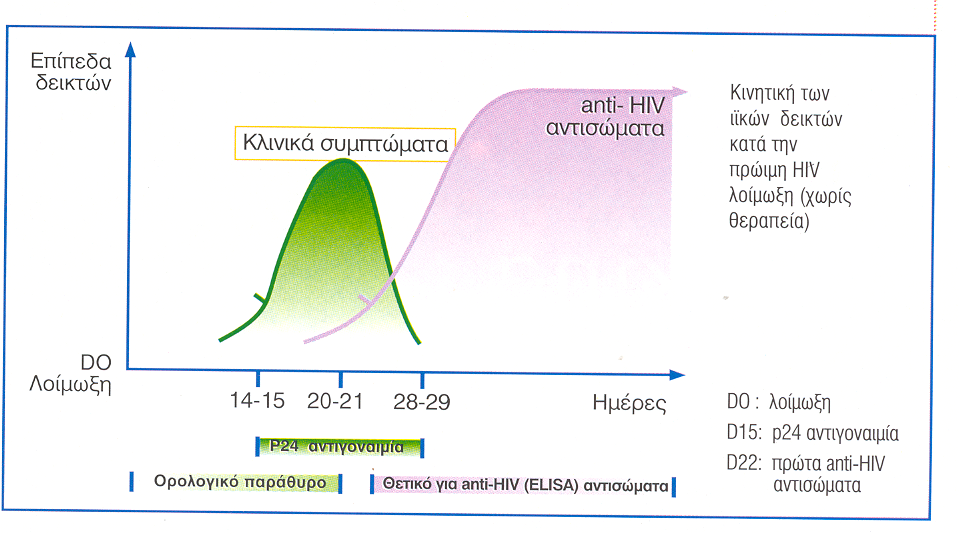 Επίπεδα
δεικτών
Κλινικά συμπτώματα
anti- HIV
αντισώματα
Κινητική των
ιϊκών δεικτών
κατά την
πρώιμη HIV
λοίμωξη (χωρίς
θεραπεία)
DO
Λοίμωξη
14-15 20-21 28-29 Ημέρες
P24 αντιγοναιμία
Ορολογικό παράθυρο Θετικό για anti-HIV (ELISA) αντισώματα
DO : λοίμωξη
D15: p24 αντιγοναιμία
D22: πρώτα anti-HIV
αντισώματα